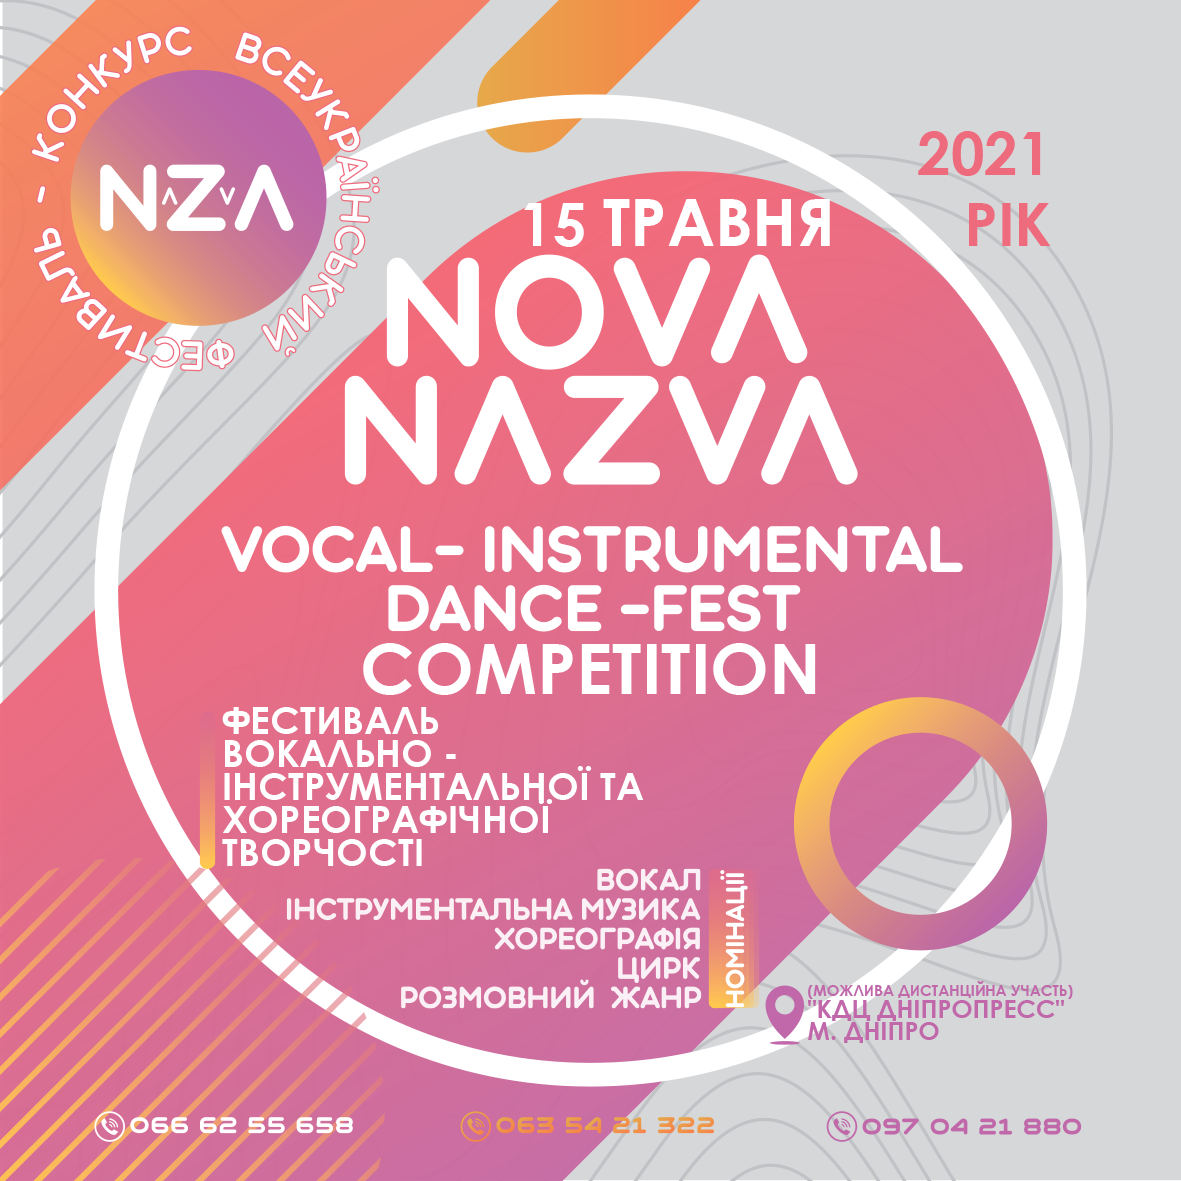 ВСЕУКРАЇНСЬКИЙ
ФЕСТИВАЛЬ - КОНКУРС
NAZVA
2021
РІК
15 ТРАВНЯ
NOVA
NAZVA
VOCAL- INSTRUMENTAL
DANCE -FEST
COMPETITION
ФЕСТИВАЛЬ
ВОКАЛЬНО -
ІНСТРУМЕНТАЛЬНОЇ ТА
ХОРЕОГРАФІЧНОЇ
ТВОРЧОСТІ
НОМІНАЦІЇ
ВОКАЛ
ІНСТРУМЕНТАЛЬНА МУЗИКА
ХОРЕОГРАФІЯ
ЦИРК
РОЗМОВНИЙ ЖАНР
(МОЖЛИВА ДИСТАНЦІЙНА УЧАСТЬ)
"КДЦ ДНІПРОПРЕСС"
М. ДНІПРО
066 62 55 658
063 54 21 322
097 04 21 880